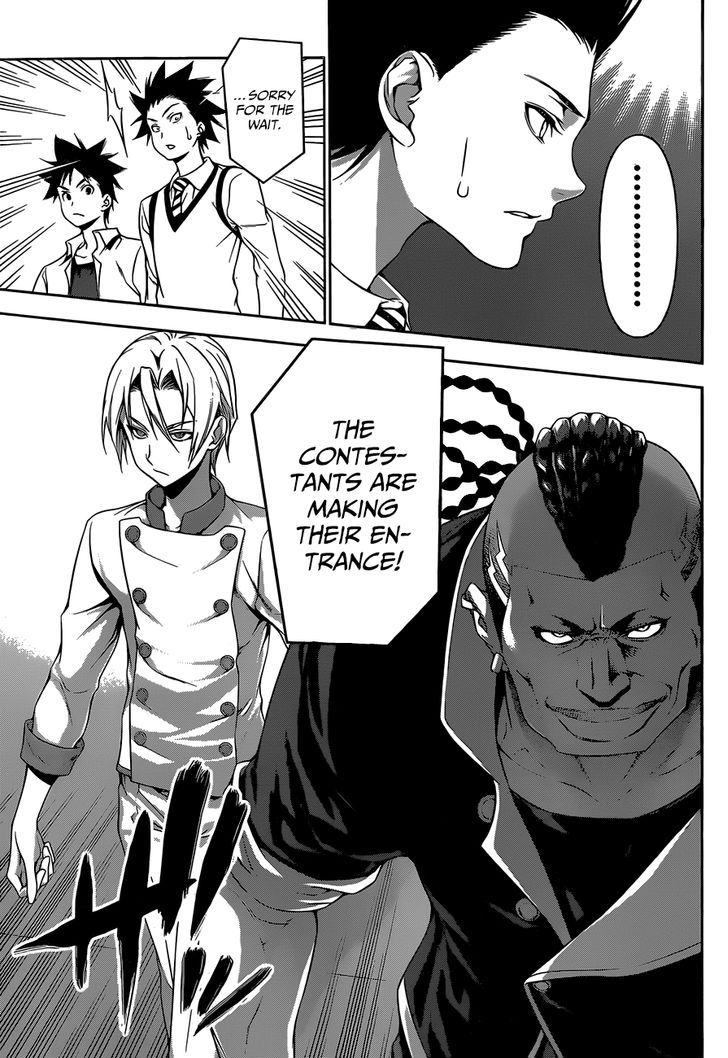 .........
...SORRY
FOR THE
WAIT.
THE
CONTES-
TANTS ARE
MAKING
THEIR EN-
TRANCE!